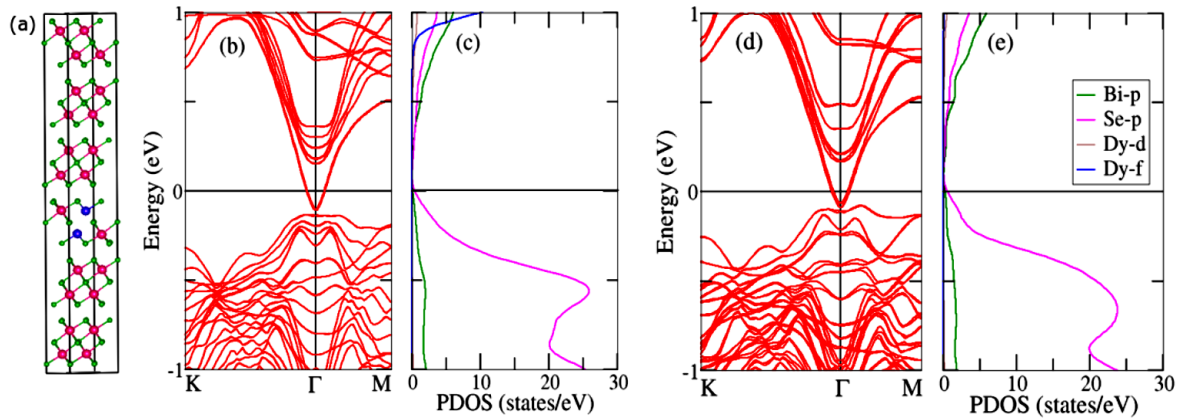 (a)
1
(b)
(c)
0
-1
Energy (eV)
K
Γ
M
0
10
20
30
PDOS (states/eV)
1
(d)
(e)
Bi-p
Se-p
Dy-d
Dy-f
0
-1
Energy (eV)
K
Γ
M
0
10
20
30
PDOS (states/eV)